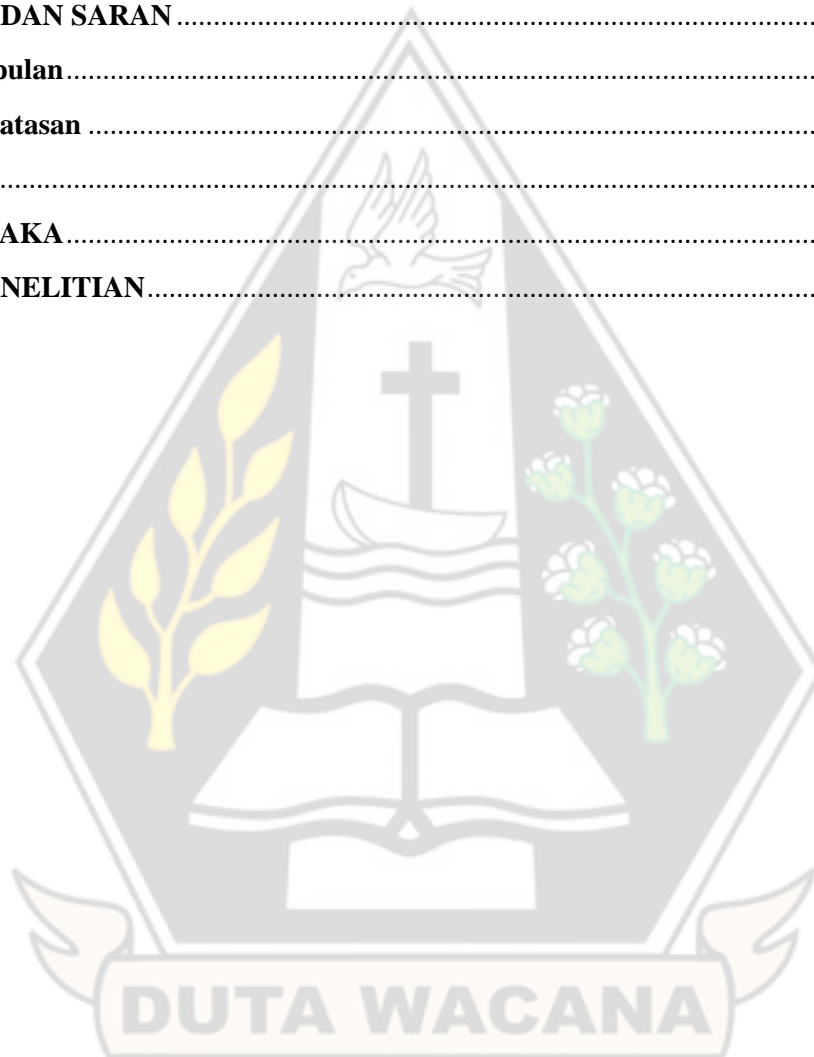 DAN SARAN ........................................................................................
pulan ........................................................................................
atasan ........................................................................................
........................................................................................
AKA ........................................................................................
NELITIAN ........................................................................................
DUTA WACANA